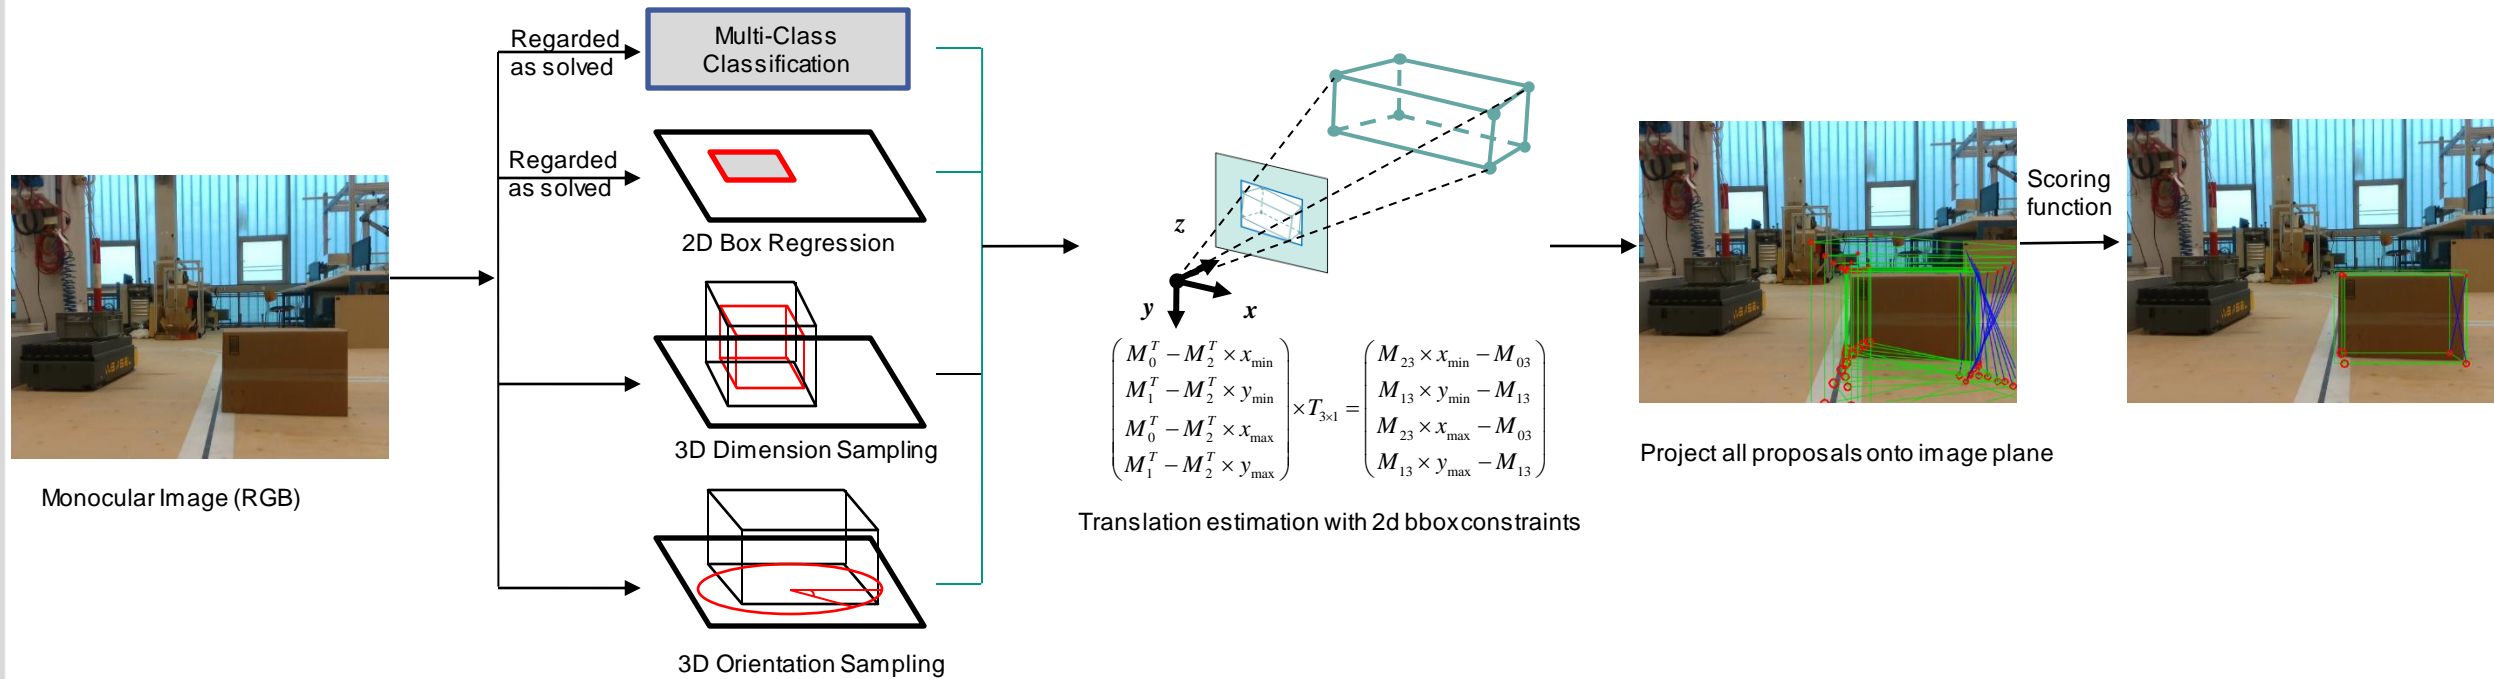 Regarded
as solved
Multi-Class
Classification
Regarded
as solved
2D Box Regression
3D Dimension Sampling
3D Orientation Sampling
Monocular Image (RGB)
z
y
x
(M_0^T − M_2^T × x_min) (M_23 × x_min − M_03)
(M_1^T − M_2^T × y_min) × T_{3×1} = (M_13 × y_min − M_13)
(M_0^T − M_2^T × x_max) (M_23 × x_max − M_03)
(M_1^T − M_2^T × y_max) (M_13 × y_max − M_13)
Translation estimation with 2d bbox constraints
Project all proposals onto image plane
Scoring
function